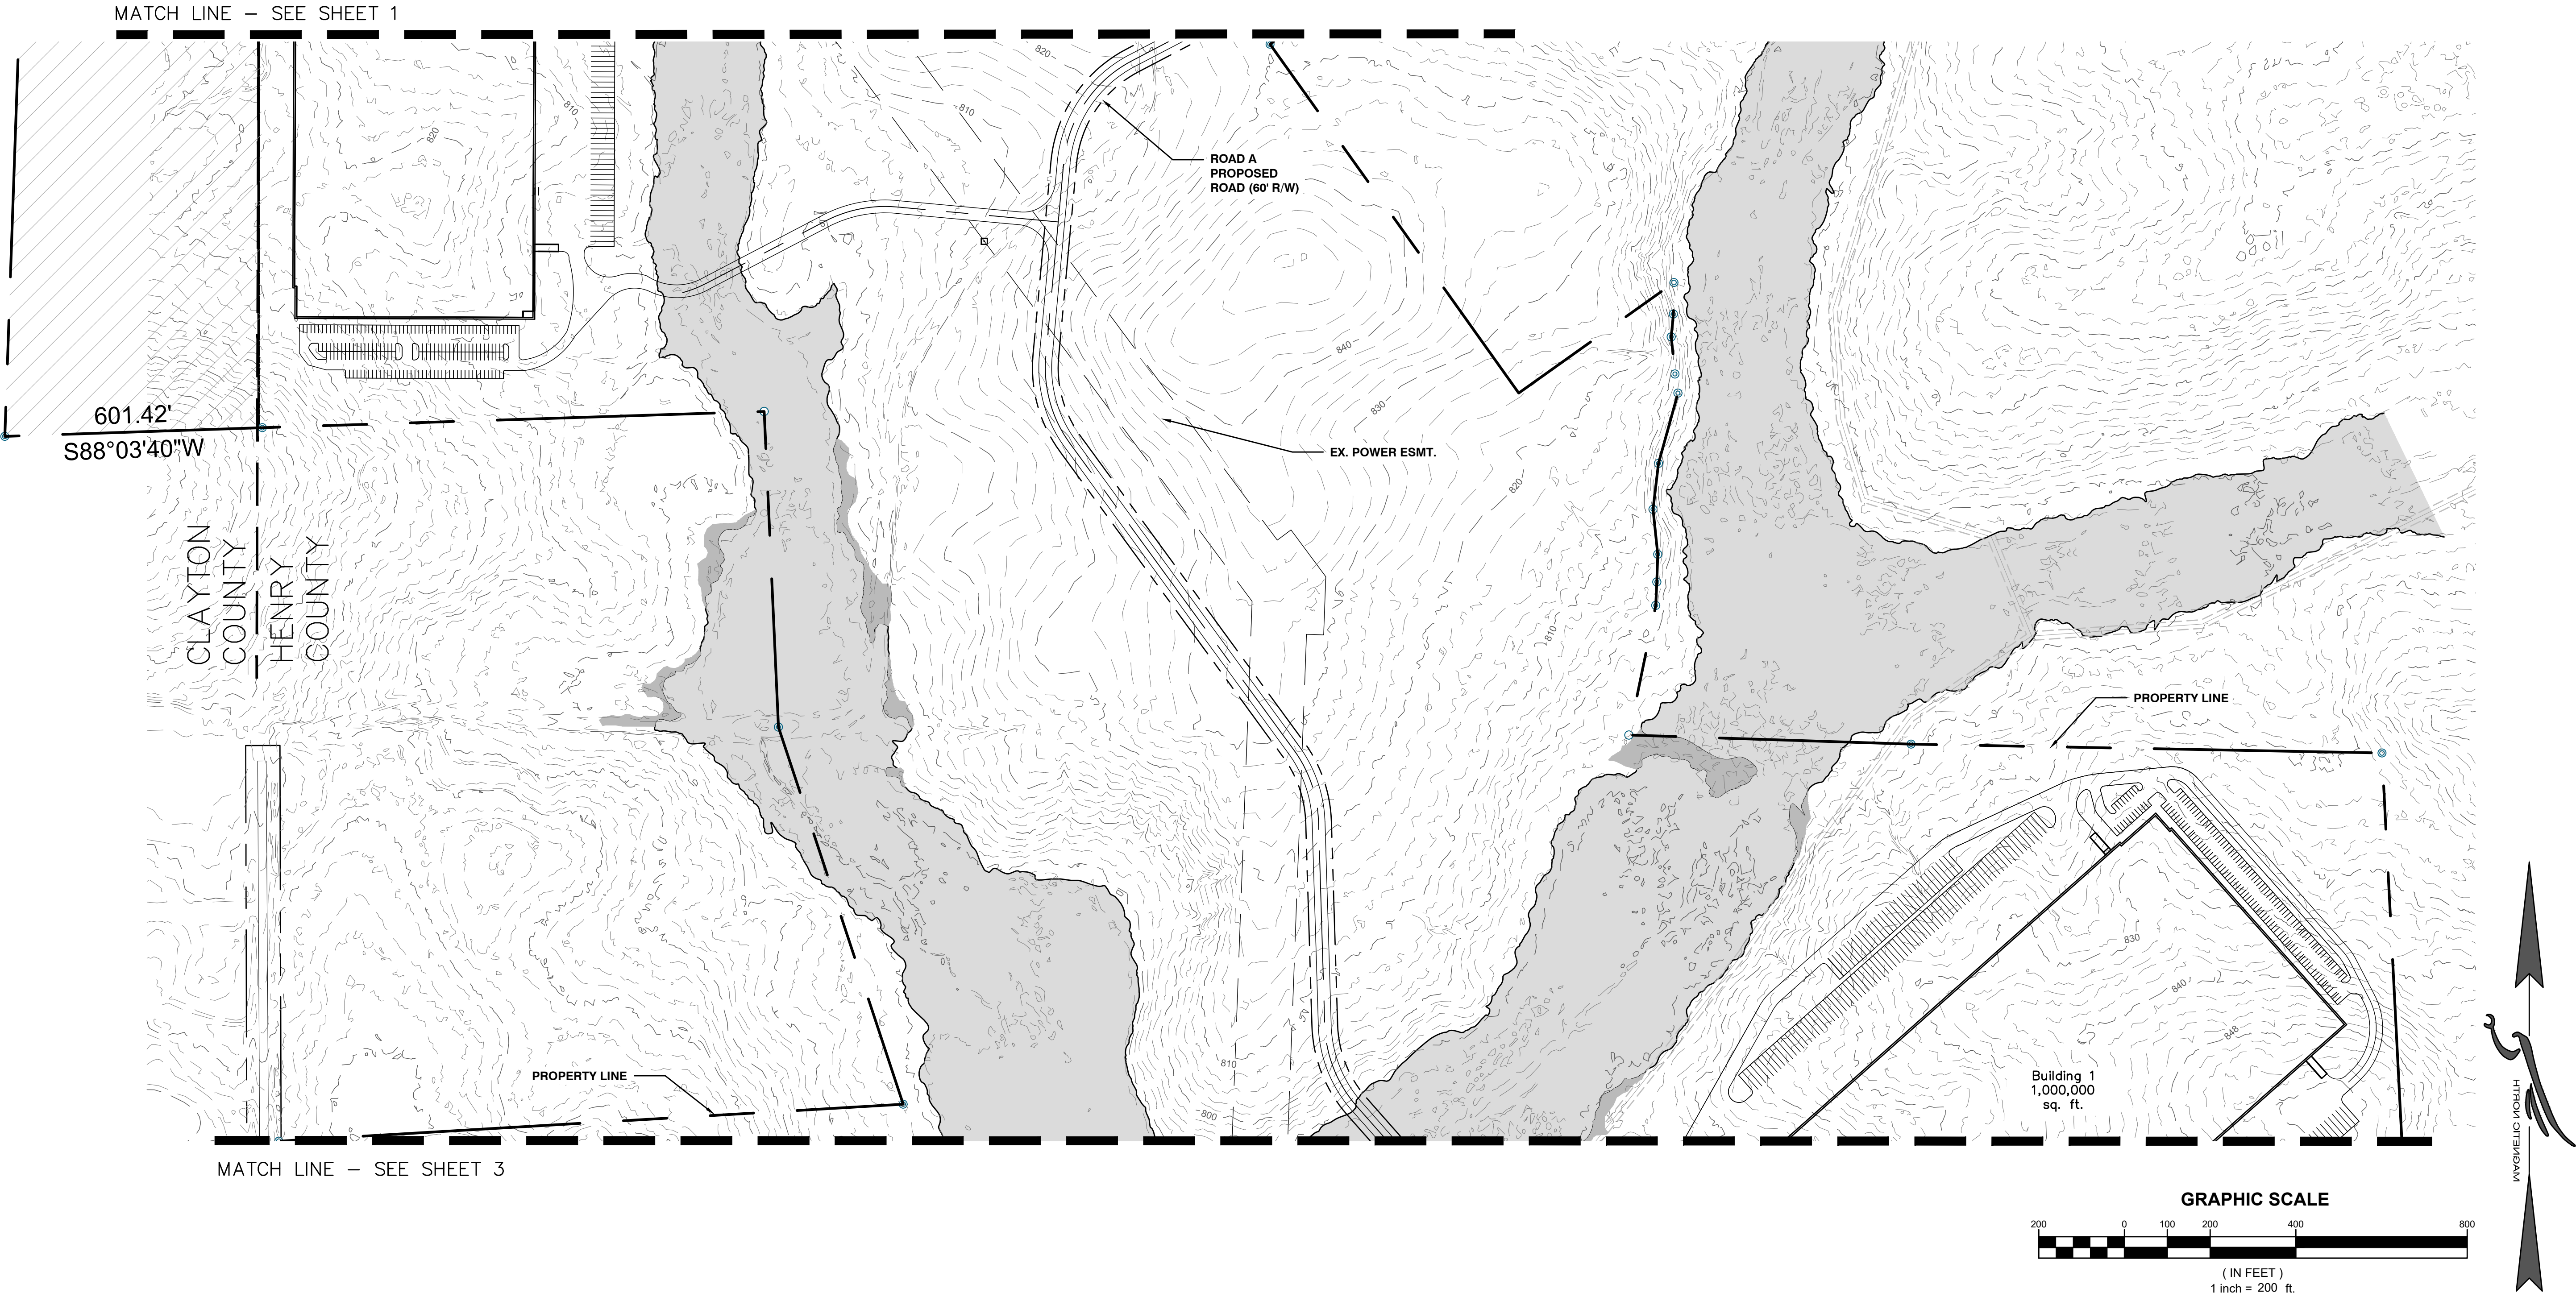 MATCH LINE – SEE SHEET 1
820
810
820
810
ROAD A
PROPOSED
ROAD (60' R/W)
840
830
601.42'
S88°03'40"W
EX. POWER ESMT.
820
CLAYTON
COUNTY
HENRY
COUNTY
810
PROPERTY LINE
830
840
848
810
PROPERTY LINE
Building 1
1,000,000
sq. ft.
800
MATCH LINE – SEE SHEET 3
MAGNETIC NORTH
GRAPHIC SCALE
200 0 100 200 400 800
( IN FEET )
1 inch = 200 ft.